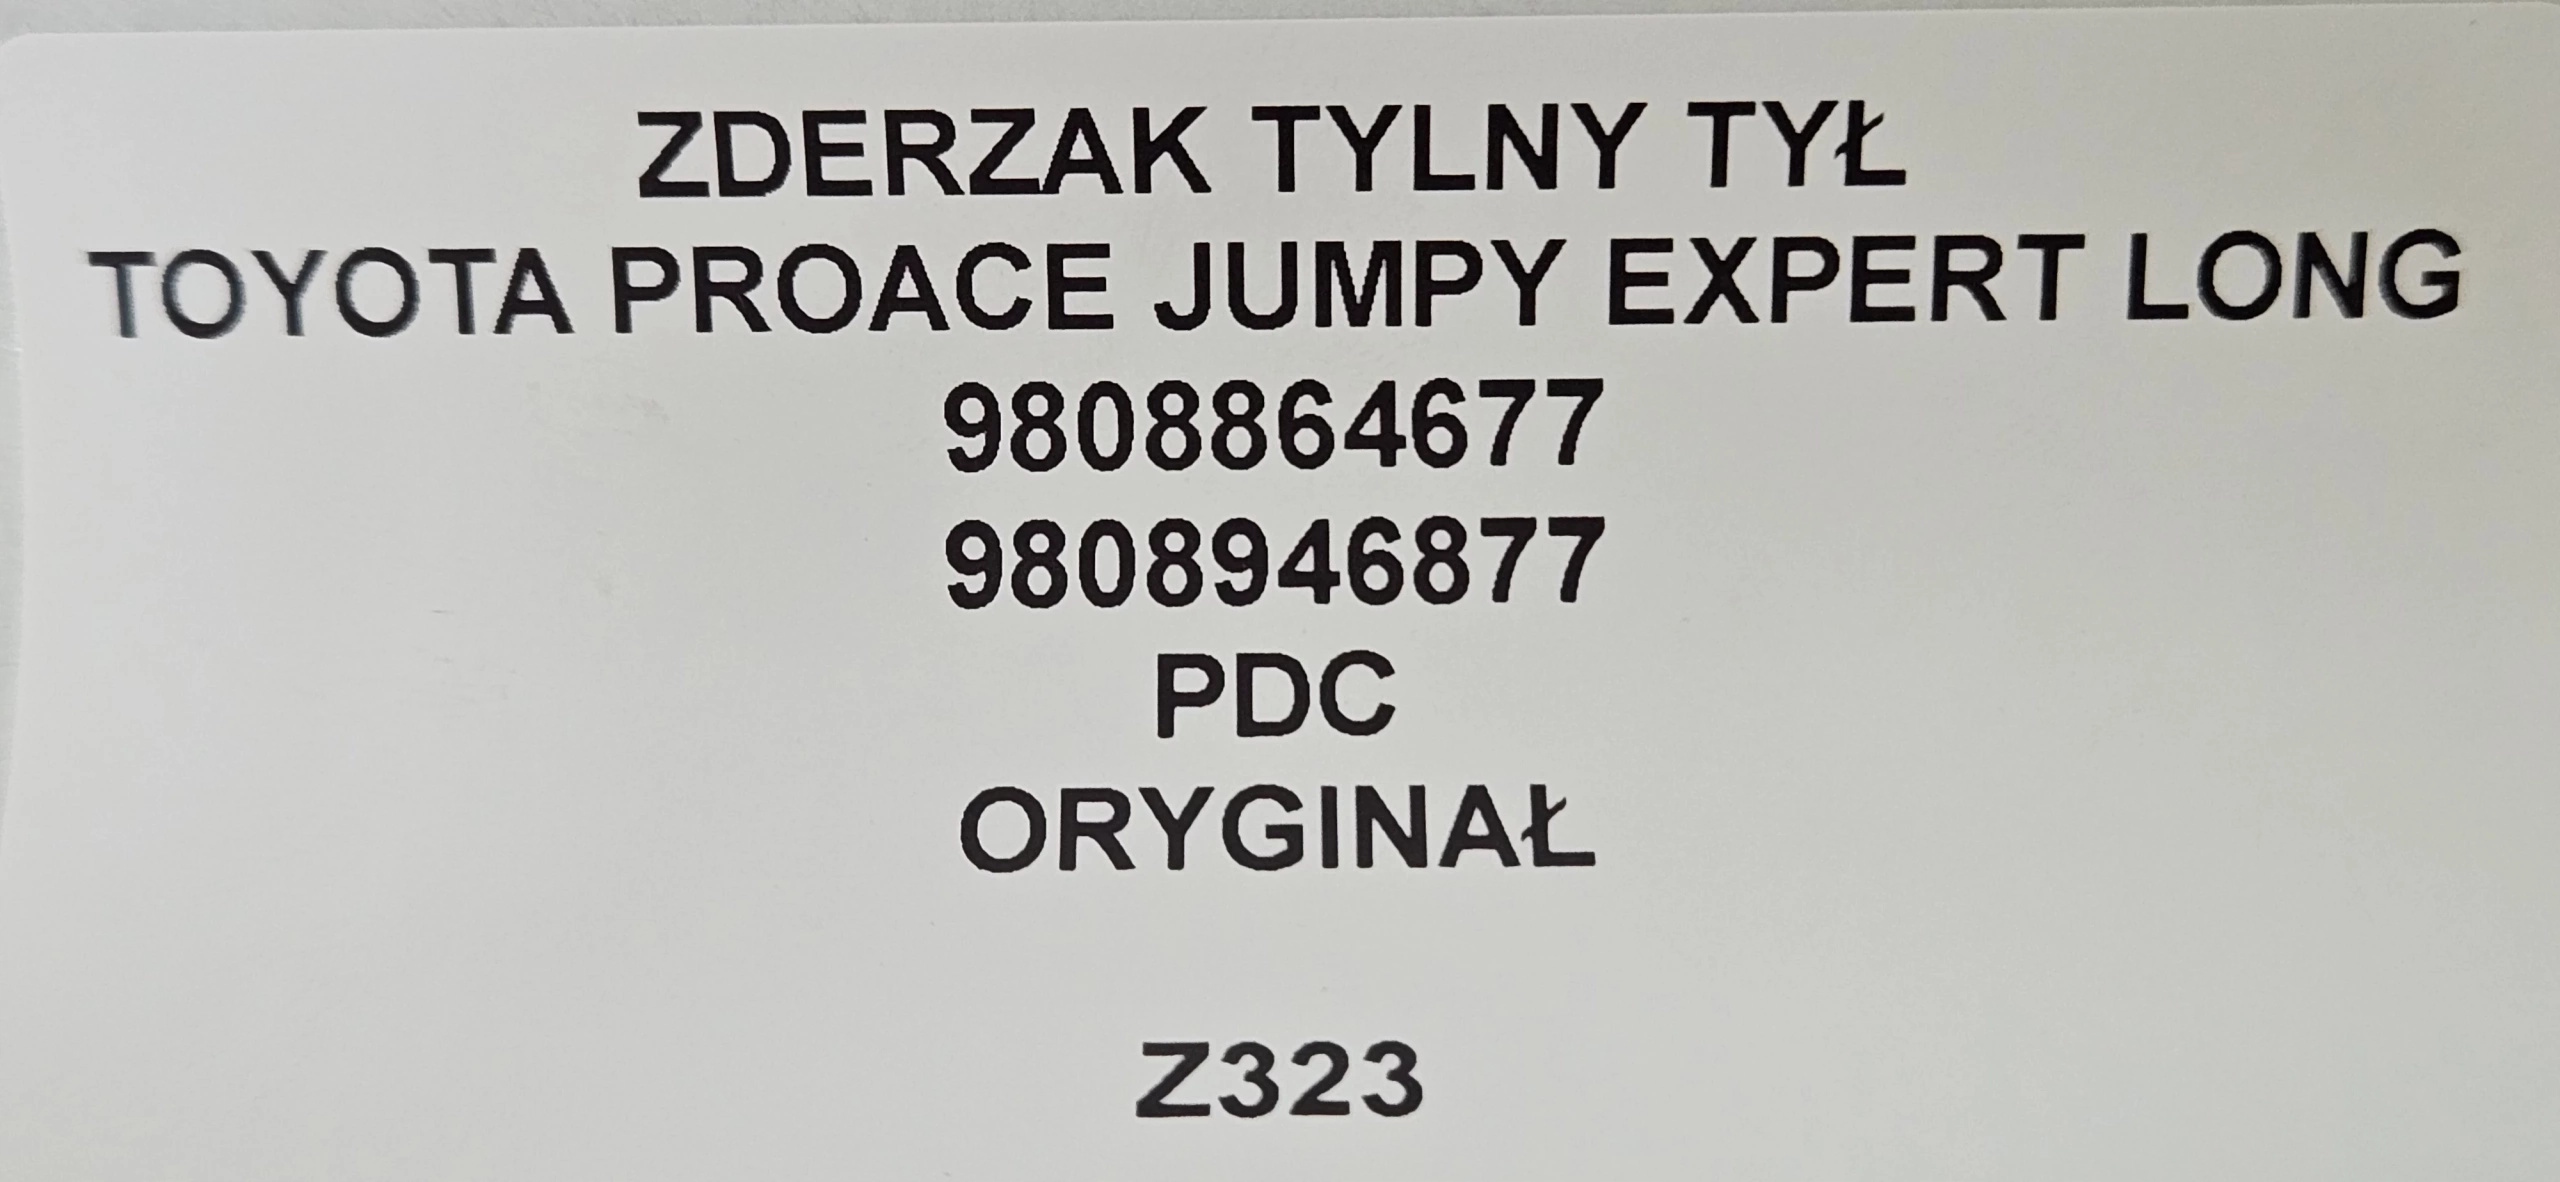 ZDERZAK TYLNY TYŁ
TOYOTA PROACE JUMPY EXPERT LONG
9808864677
9808946877
PDC
ORYGINAŁ
Z323